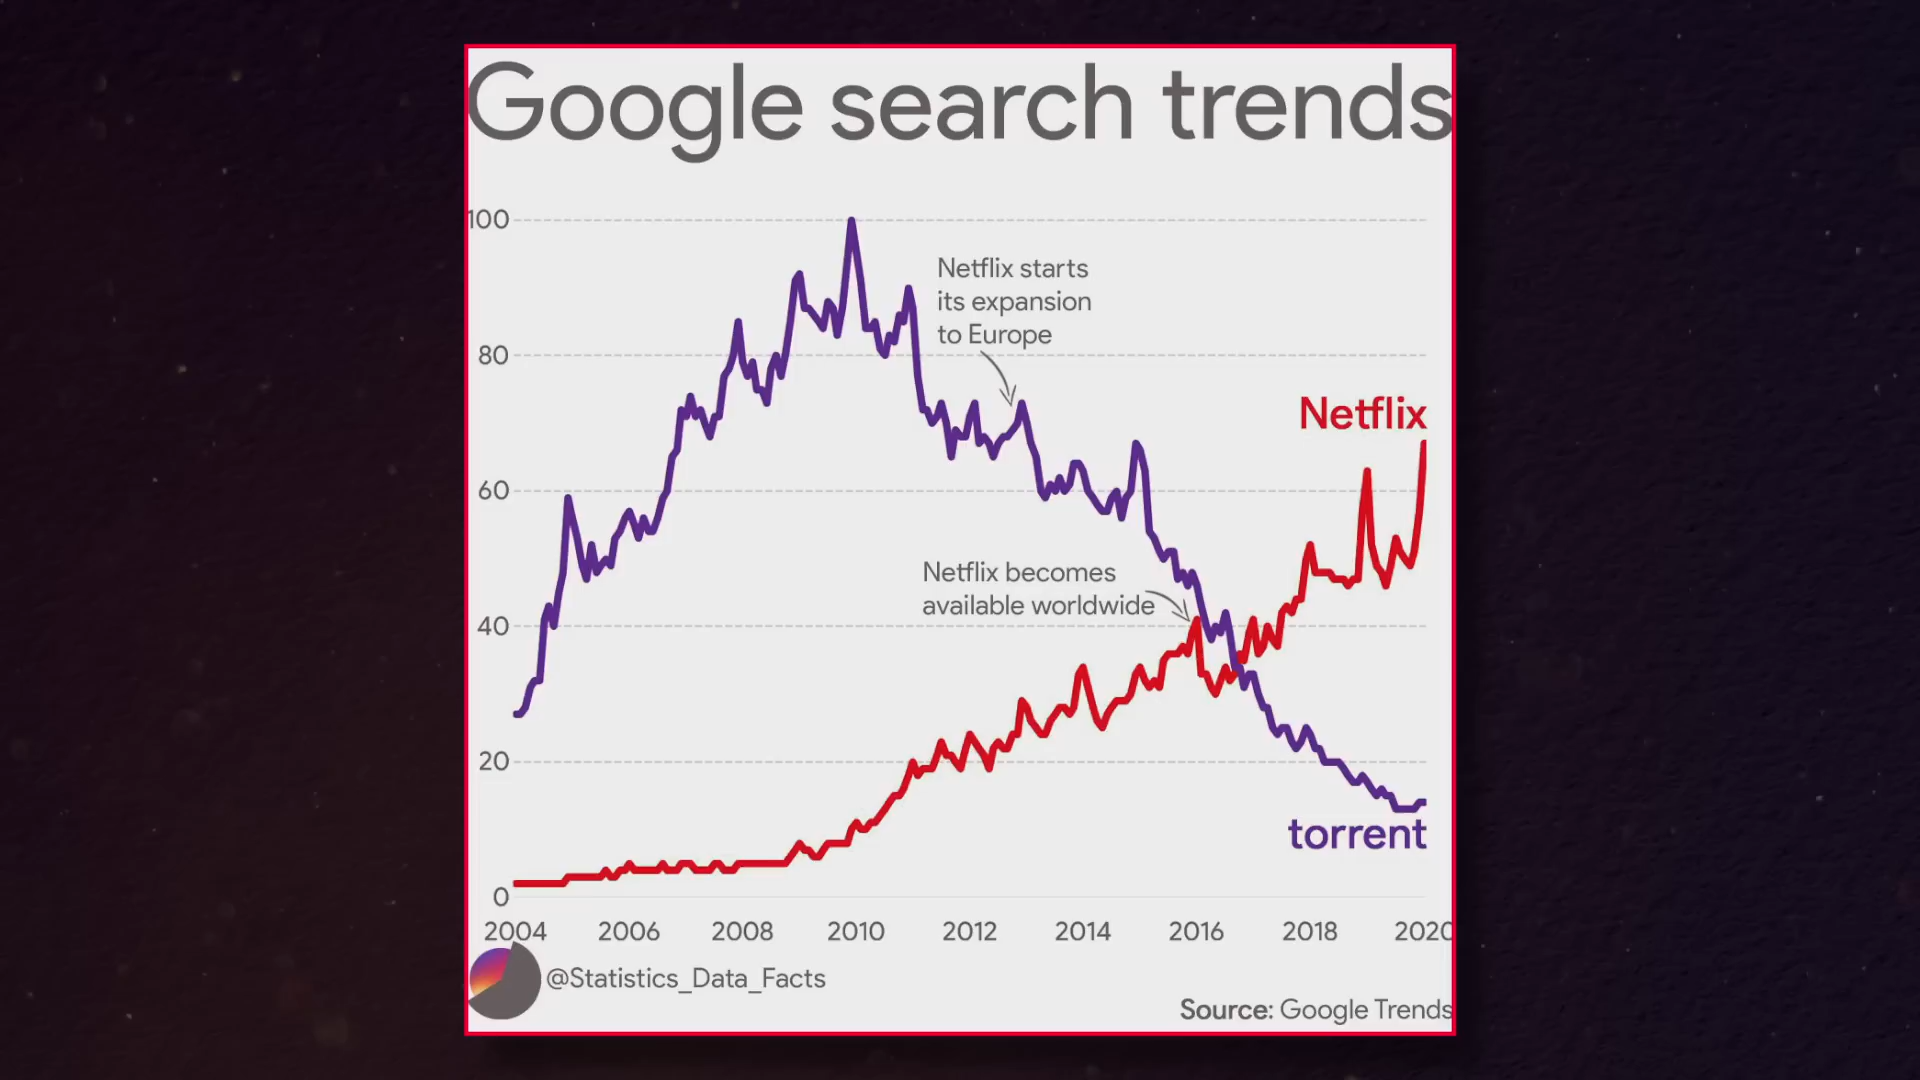 Google search trends
100
Netflix starts
its expansion
to Europe
80
Netflix
60
Netflix becomes
available worldwide
40
20
torrent
0
2004 2006 2008 2010 2012 2014 2016 2018 2020
@Statistics_Data_Facts
Source: Google Trends